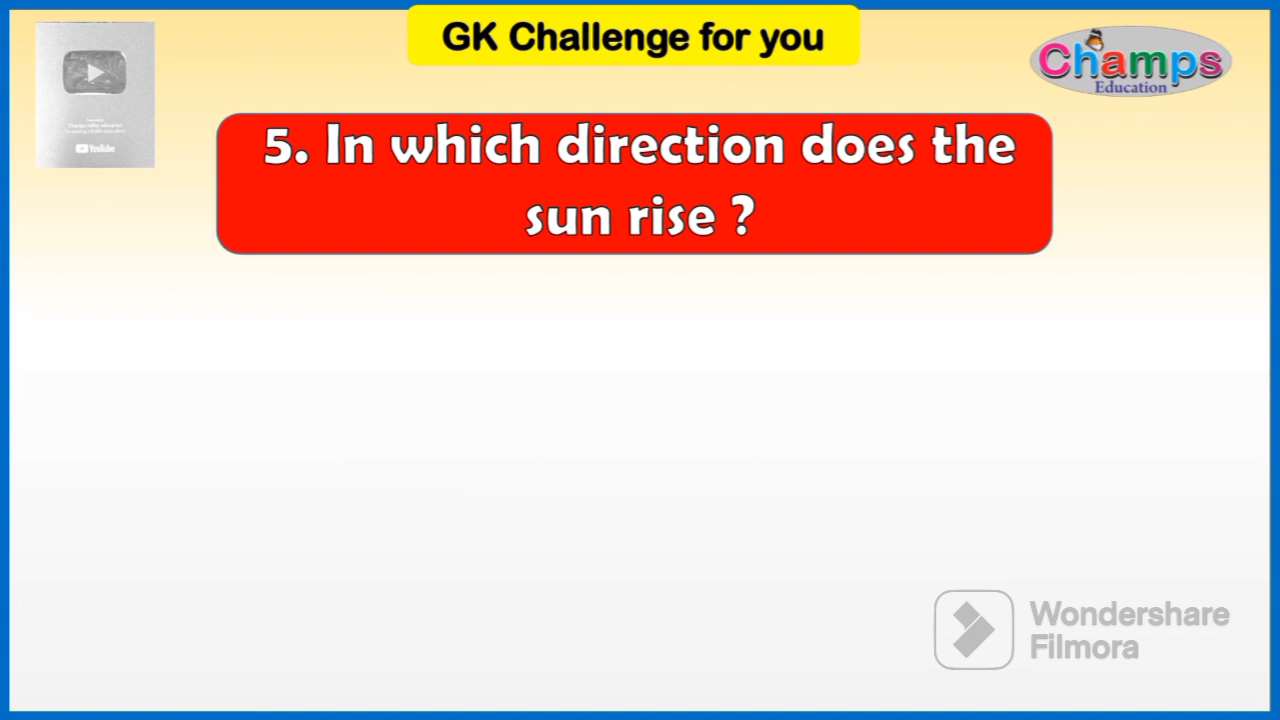 GK Challenge for you
Champs
Education
5. In which direction does the
sun rise ?
YouTube
Wondershare
Filmora